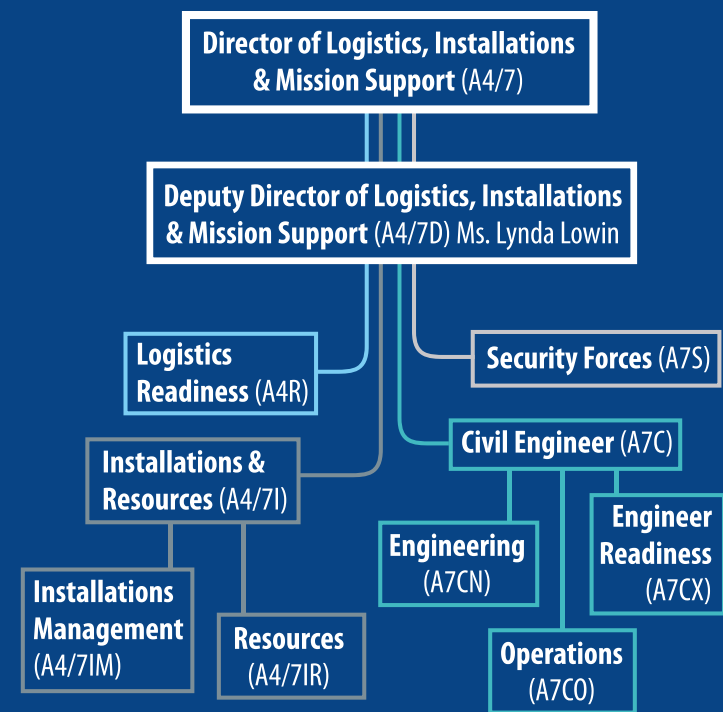 Director of Logistics, Installations
& Mission Support (A4/7)
Deputy Director of Logistics, Installations
& Mission Support (A4/7D) Ms. Lynda Lowin
Logistics
Readiness (A4R)
Security Forces (A7S)
Installations &
Resources (A4/7I)
Civil Engineer (A7C)
Engineering
(A7CN)
Engineer
Readiness
(A7CX)
Installations
Management
(A4/7IM)
Resources
(A4/7IR)
Operations
(A7CO)